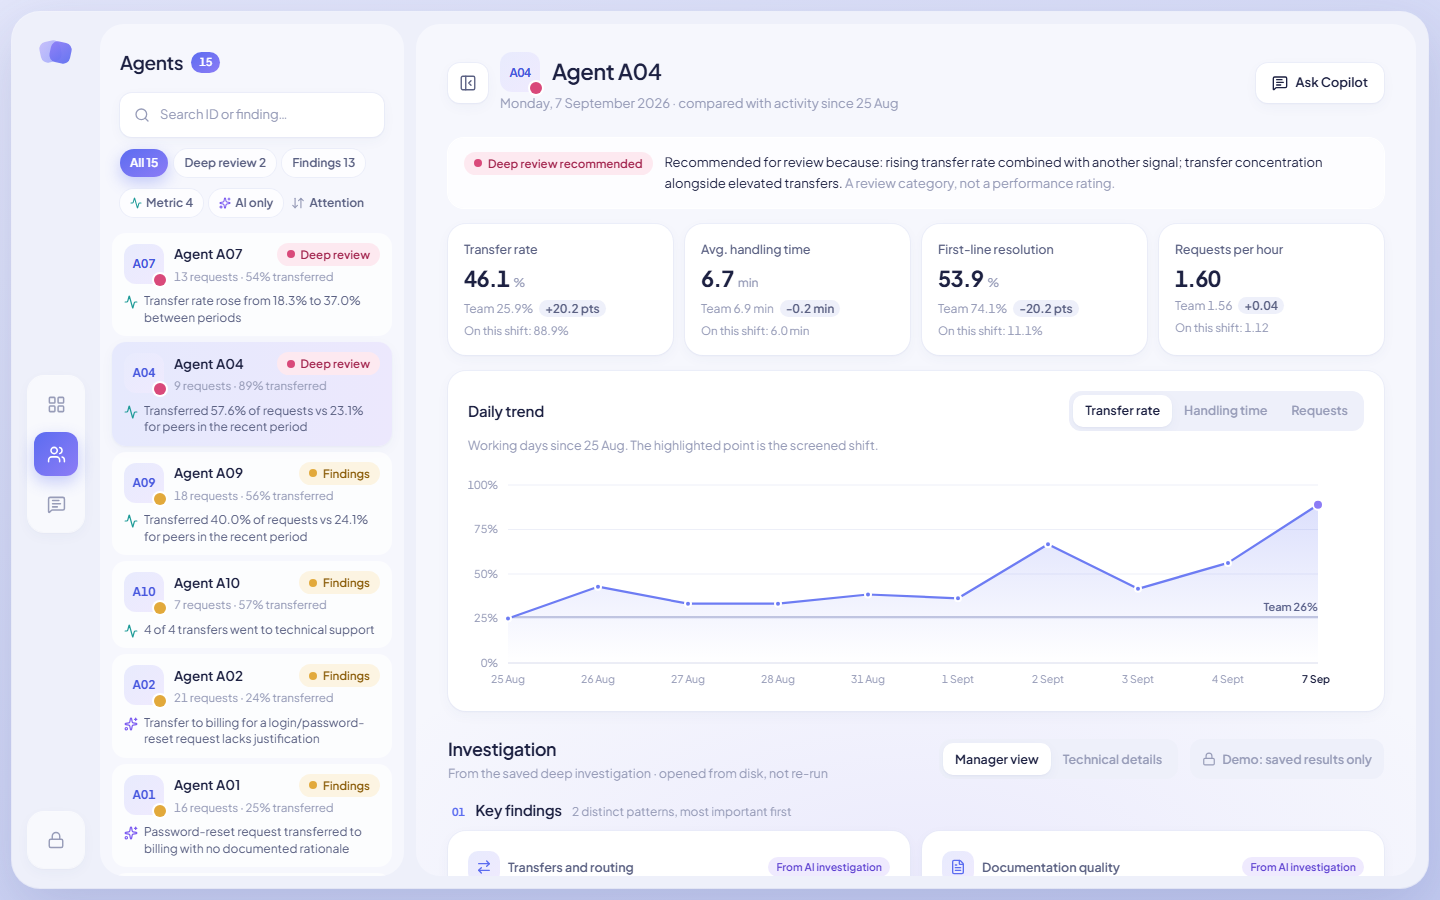 Agents 15
Search ID or finding...
All 15 Deep review 2 Findings 13
Metric 4 AI only Attention
A07 Agent A07 Deep review
13 requests · 54% transferred
Transfer rate rose from 18.3% to 37.0%
between periods
A04 Agent A04 Deep review
9 requests · 89% transferred
Transferred 57.6% of requests vs 23.1%
for peers in the recent period
A09 Agent A09 Findings
18 requests · 56% transferred
Transferred 40.0% of requests vs 24.1%
for peers in the recent period
A10 Agent A10 Findings
7 requests · 57% transferred
4 of 4 transfers went to technical support
A02 Agent A02 Findings
21 requests · 24% transferred
Transfer to billing for a login/password-
reset request lacks justification
A01 Agent A01 Findings
16 requests · 25% transferred
Password-reset request transferred to
billing with no documented rationale
A04 Agent A04
Monday, 7 September 2026 · compared with activity since 25 Aug
Ask Copilot
Deep review recommended
Recommended for review because: rising transfer rate combined with another signal; transfer concentration
alongside elevated transfers. A review category, not a performance rating.
Transfer rate
46.1 %
Team 25.9% +20.2 pts
On this shift: 88.9%
Avg. handling time
6.7 min
Team 6.9 min -0.2 min
On this shift: 6.0 min
First-line resolution
53.9 %
Team 74.1% -20.2 pts
On this shift: 11.1%
Requests per hour
1.60
Team 1.56 +0.04
On this shift: 1.12
Daily trend
Transfer rate Handling time Requests
Working days since 25 Aug. The highlighted point is the screened shift.
100%
75%
50%
25%
0%
Team 26%
25 Aug 26 Aug 27 Aug 28 Aug 31 Aug 1 Sept 2 Sept 3 Sept 4 Sept 7 Sep
Investigation
From the saved deep investigation · opened from disk, not re-run
Manager view Technical details Demo: saved results only
01 Key findings 2 distinct patterns, most important first
Transfers and routing From AI investigation
Documentation quality From AI investigation